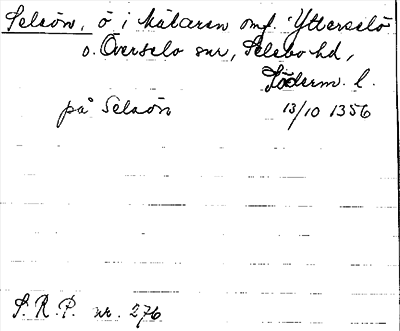 Selaön, ö i Mälaren omf. Ytterselö
o. Överselo snr, Selebo hd,
Söderm. l.
på Selaön 13/10 1356
S.R.P. nr. 276